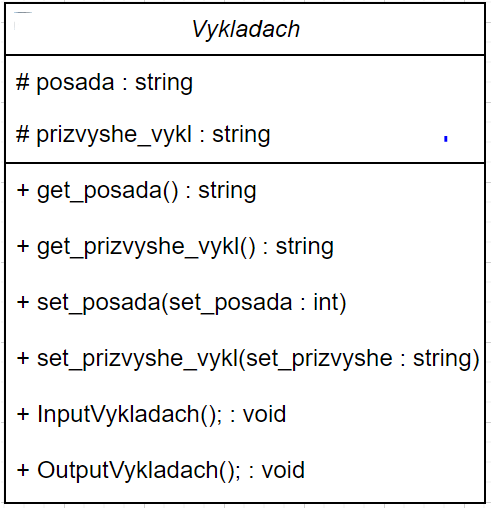 Vykladach
# posada : string
# prizvyshe_vykl : string
+ get_posada() : string
+ get_prizvyshe_vykl() : string
+ set_posada(set_posada : int)
+ set_prizvyshe_vykl(set_prizvyshe : string)
+ InputVykladach(); : void
+ OutputVykladach(); : void